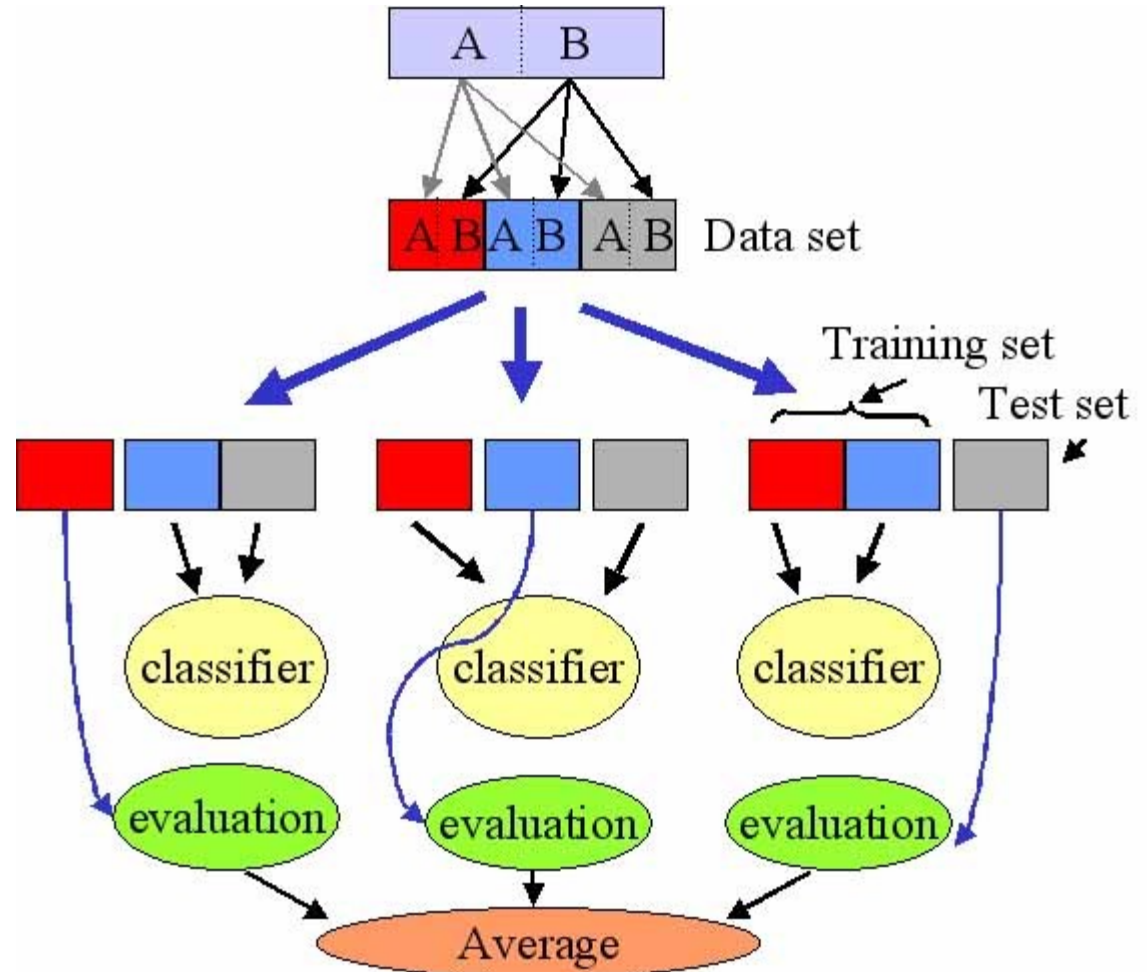 A B
A B A B A B Data set
Training set
Test set
classifier classifier classifier
evaluation evaluation evaluation
Average